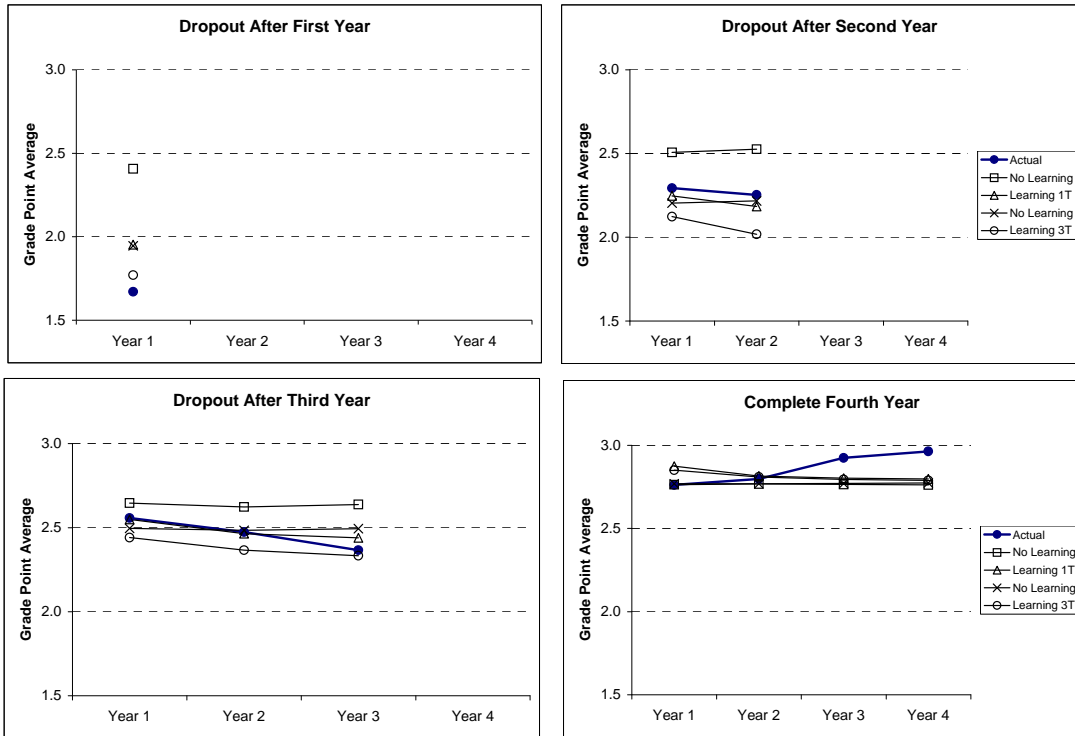 Dropout After First Year
Grade Point Average
3.0
2.5
2.0
1.5
Year 1 Year 2 Year 3 Year 4
Dropout After Second Year
Grade Point Average
3.0
2.5
2.0
1.5
Year 1 Year 2 Year 3 Year 4
Actual
No Learning
Learning 1T
No Learning
Learning 3T
Dropout After Third Year
Grade Point Average
3.0
2.5
2.0
1.5
Year 1 Year 2 Year 3 Year 4
Complete Fourth Year
Grade Point Average
3.0
2.5
2.0
1.5
Year 1 Year 2 Year 3 Year 4
Actual
No Learning
Learning 1T
No Learning
Learning 3T